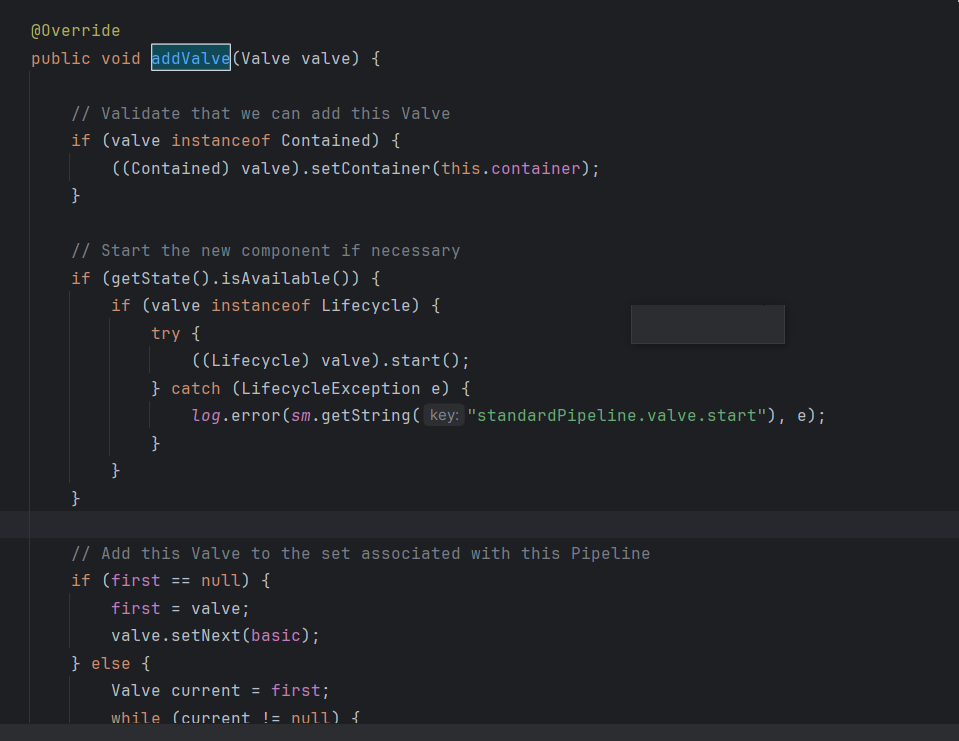 @Override
public void addValve(Valve valve) {
// Validate that we can add this Valve
if (valve instanceof Contained) {
((Contained) valve).setContainer(this.container);
}
// Start the new component if necessary
if (getState().isAvailable()) {
if (valve instanceof Lifecycle) {
try {
((Lifecycle) valve).start();
} catch (LifecycleException e) {
log.error(sm.getString( key: "standardPipeline.valve.start"), e);
}
}
}
// Add this Valve to the set associated with this Pipeline
if (first == null) {
first = valve;
valve.setNext(basic);
} else {
Valve current = first;
while (current != null) {